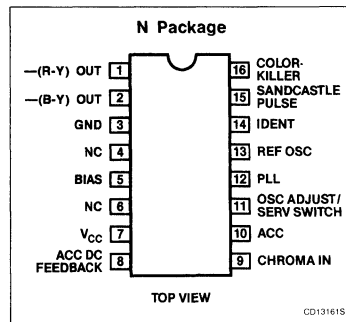 N Package
—(R-Y) OUT 1
—(B-Y) OUT 2
GND 3
NC 4
BIAS 5
NC 6
VCC 7
ACC DC
FEEDBACK 8
16 COLOR-
KILLER
15 SANDCASTLE
PULSE
14 IDENT
13 REF OSC
12 PLL
11 OSC ADJUST/
SERV SWITCH
10 ACC
9 CHROMA IN
TOP VIEW
CD13161S